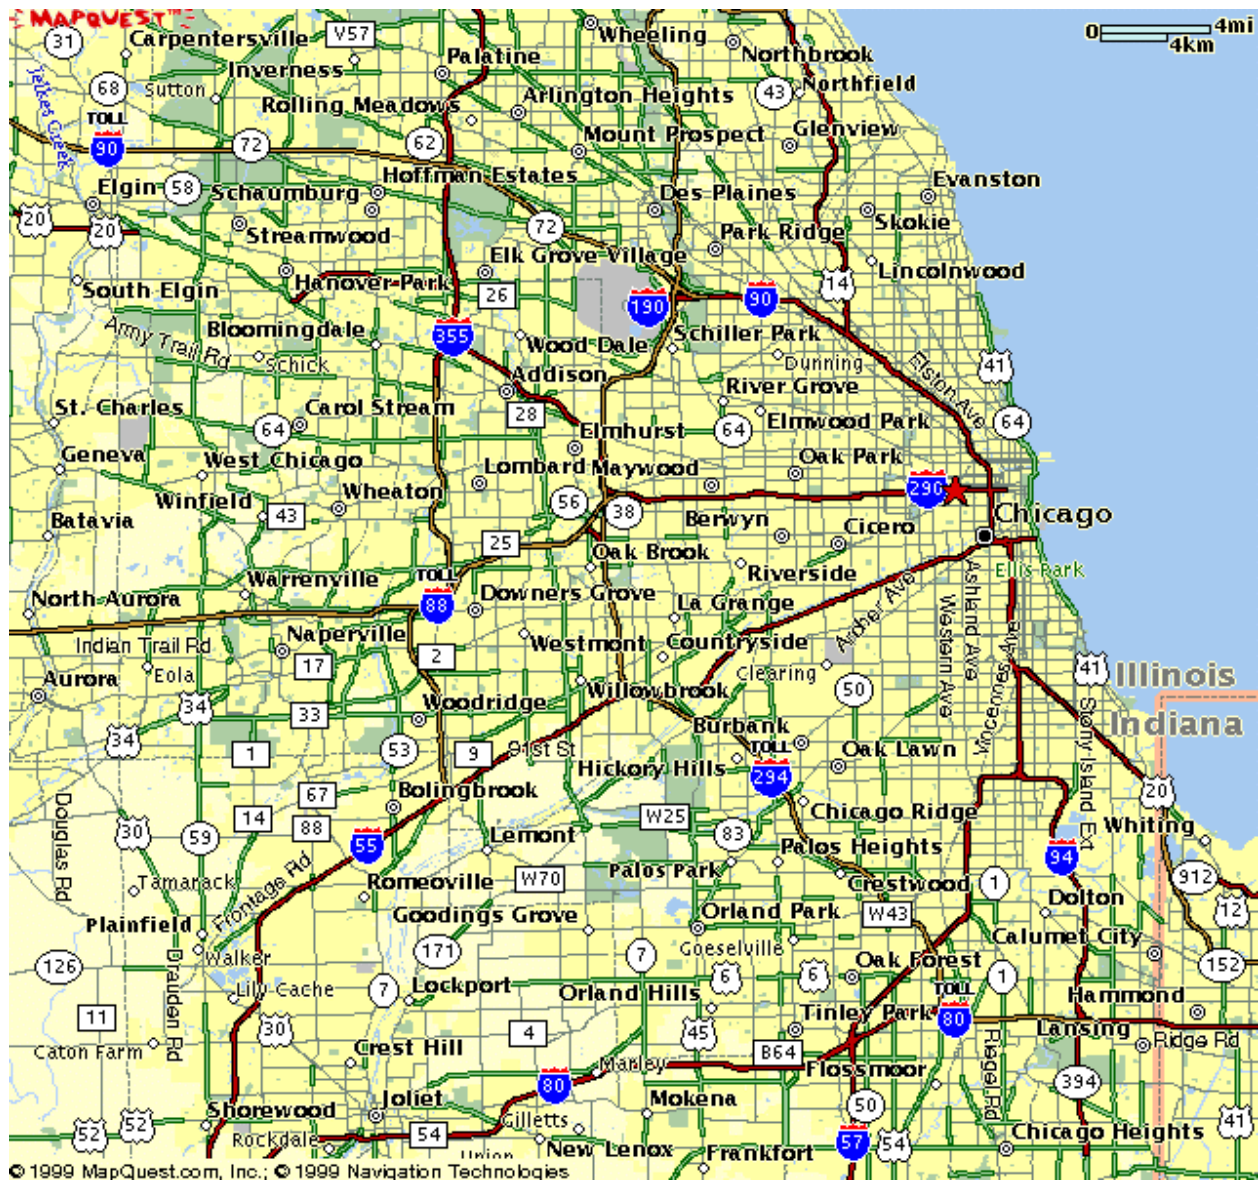 MAPQUEST™
0 4mi
4km
31
Carpentersville
V57
Wheeling
Palatine
Northbrook
Inverness
68
Sutton
Rolling Meadows
Arlington Heights
43
Northfield
TOLL
90
72
62
Mount Prospect
Glenview
Jelkes Creek
Elgin
58
Schaumburg
Hoffman Estates
Des Plaines
Evanston
20
20
Streamwood
72
Park Ridge
Skokie
Elk Grove Village
South Elgin
Hanover Park
26
190
90
14
Lincolnwood
Army Trail Rd
Bloomingdale
355
Schick
Wood Dale
Schiller Park
Dunning
Elston Ave
41
Addison
River Grove
St. Charles
Carol Stream
28
Elmwood Park
64
64
64
Geneva
West Chicago
Elmhurst
Lombard
Maywood
Oak Park
Winfield
Wheaton
56
38
290
Batavia
43
25
Berwyn
Cicero
Chicago
Oak Brook
Riverside
Ellis Park
Warrenville
TOLL
88
North Aurora
Downers Grove
La Grange
Archer Ave
Ashland Ave
Western Ave
Vincennes Ave
Indian Trail Rd
Naperville
Westmont
Countryside
Eola
17
2
Clearing
41
Illinois
Aurora
34
33
Woodridge
Willowbrook
50
Indiana
34
1
53
9
91st St
Burbank
TOLL
294
Oak Lawn
Stony Island Ext
Hickory Hills
20
67
Bolingbrook
Chicago Ridge
Douglas Rd
30
59
14
88
55
Lemont
W25
83
Palos Heights
94
Whiting
Tamarack
Frontage Rd
Romeoville
W70
Palos Park
Crestwood
1
912
Plainfield
Goodings Grove
Orland Park
W43
Dolton
12
Walker
171
Goeselville
Calumet City
126
Drauden Rd
Lily Cache
7
Lockport
7
6
6
Oak Forest
1
152
Orland Hills
TOLL
80
Hammond
11
30
4
45
Tinley Park
Lansing
Ridge Rd
Caton Farm
Crest Hill
Manley
B64
Flossmoor
Riegel Rd
394
80
52
52
Shorewood
Joliet
Gilletts
Mokena
50
41
Rockdale
54
New Lenox
Frankfort
57
54
Chicago Heights
Union
© 1999 MapQuest.com, Inc.; © 1999 Navigation Technologies